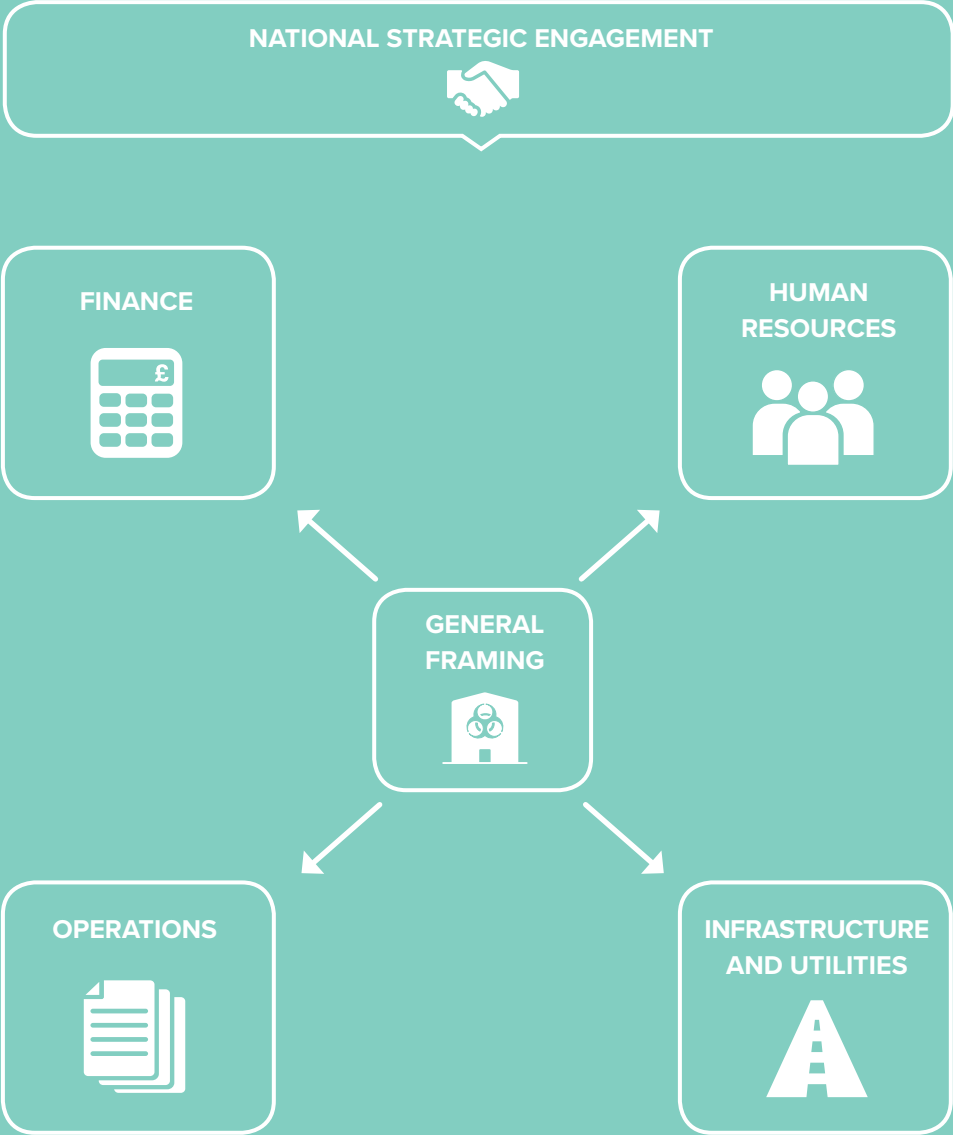 NATIONAL STRATEGIC ENGAGEMENT
FINANCE
£
HUMAN
RESOURCES
GENERAL
FRAMING
OPERATIONS
INFRASTRUCTURE
AND UTILITIES